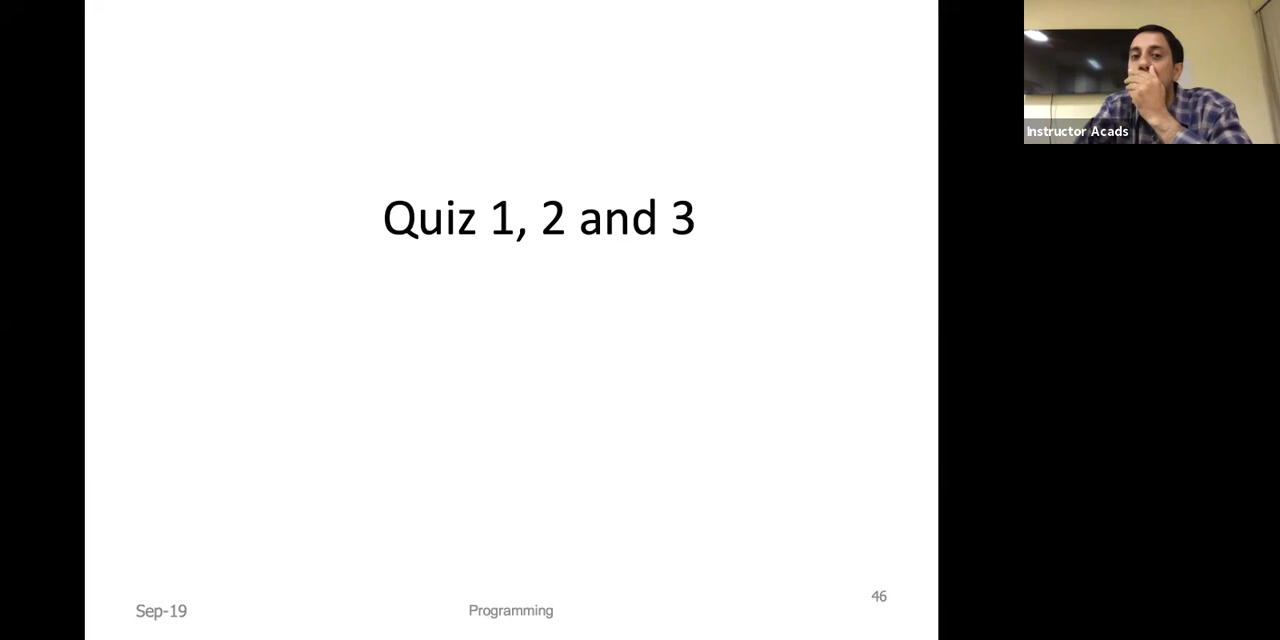 Quiz 1, 2 and 3
Instructor Acads
Sep-19
Programming
46